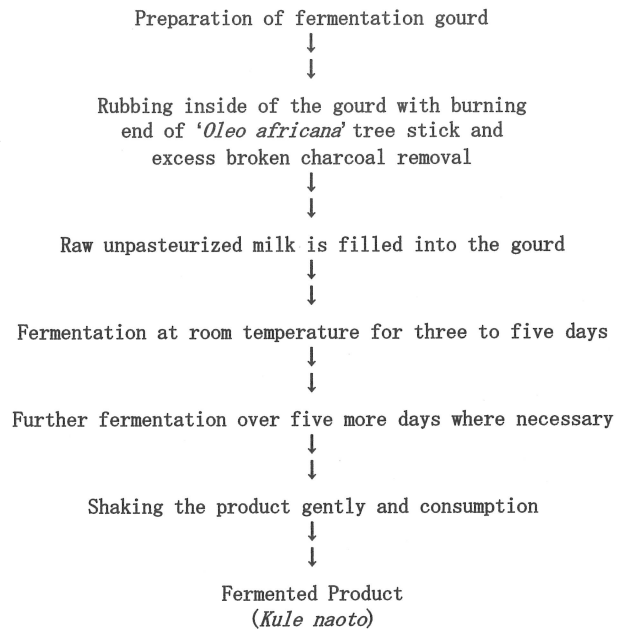 Preparation of fermentation gourd
↓
↓
Rubbing inside of the gourd with burning
end of ‘Oleo africana’ tree stick and
excess broken charcoal removal
↓
↓
Raw unpasteurized milk is filled into the gourd
↓
↓
Fermentation at room temperature for three to five days
↓
↓
Further fermentation over five more days where necessary
↓
↓
Shaking the product gently and consumption
↓
↓
Fermented Product
(Kule naoto)